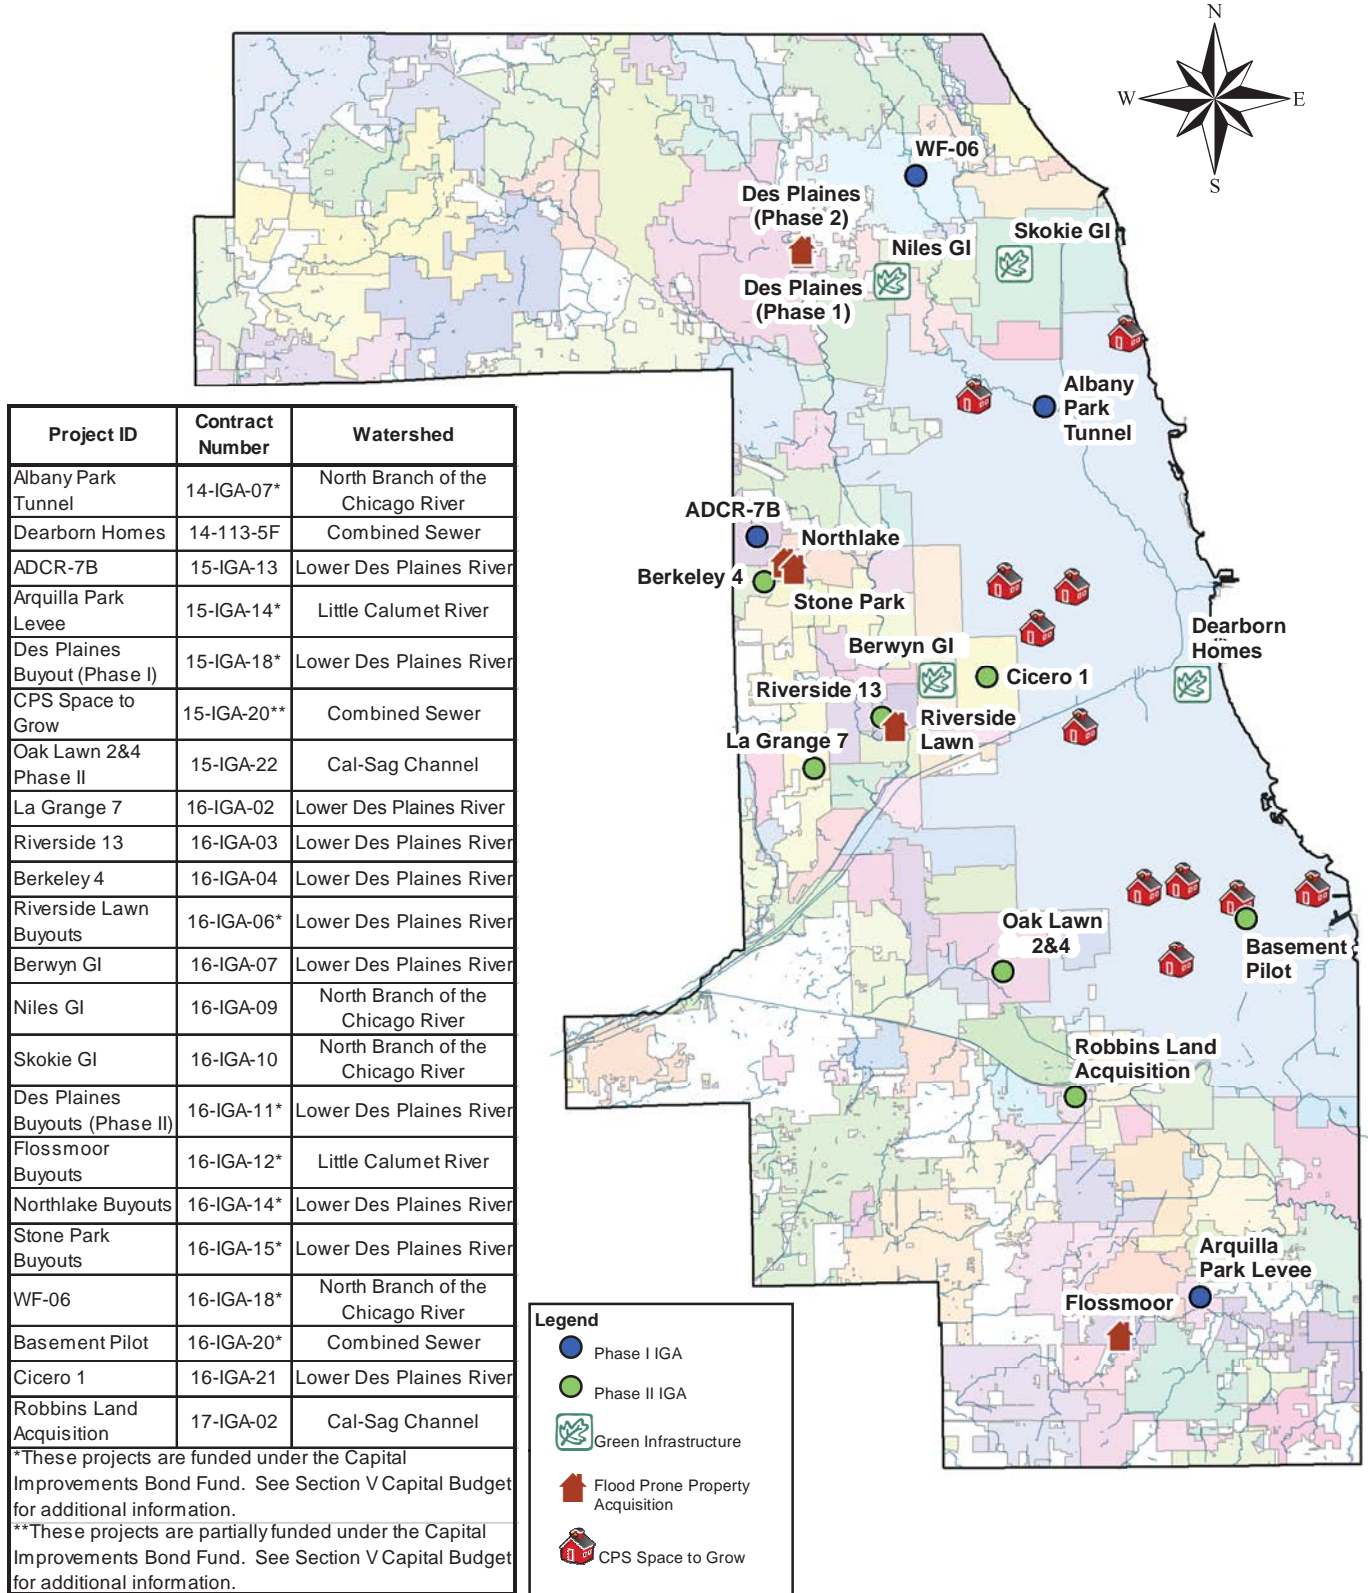 N
W
E
S
WF-06
Des Plaines
(Phase 2)
Skokie GI
Niles GI
Des Plaines
(Phase 1)
Albany
Park
Tunnel
ADCR-7B
Northlake
Berkeley 4
Stone Park
Dearborn
Homes
Berwyn GI
Cicero 1
Riverside 13
Riverside
Lawn
La Grange 7
Oak Lawn
2&4
Basement
Pilot
Robbins Land
Acquisition
Arquilla
Park Levee
Flossmoor
Project ID Contract Number Watershed
Albany Park Tunnel 14-IGA-07* North Branch of the Chicago River
Dearborn Homes 14-113-5F Combined Sewer
ADCR-7B 15-IGA-13 Lower Des Plaines River
Arquilla Park Levee 15-IGA-14* Little Calumet River
Des Plaines Buyout (Phase I) 15-IGA-18* Lower Des Plaines River
CPS Space to Grow 15-IGA-20** Combined Sewer
Oak Lawn 2&4 Phase II 15-IGA-22 Cal-Sag Channel
La Grange 7 16-IGA-02 Lower Des Plaines River
Riverside 13 16-IGA-03 Lower Des Plaines River
Berkeley 4 16-IGA-04 Lower Des Plaines River
Riverside Lawn Buyouts 16-IGA-06* Lower Des Plaines River
Berwyn GI 16-IGA-07 Lower Des Plaines River
Niles GI 16-IGA-09 North Branch of the Chicago River
Skokie GI 16-IGA-10 North Branch of the Chicago River
Des Plaines Buyouts (Phase II) 16-IGA-11* Lower Des Plaines River
Flossmoor Buyouts 16-IGA-12* Little Calumet River
Northlake Buyouts 16-IGA-14* Lower Des Plaines River
Stone Park Buyouts 16-IGA-15* Lower Des Plaines River
WF-06 16-IGA-18* North Branch of the Chicago River
Basement Pilot 16-IGA-20* Combined Sewer
Cicero 1 16-IGA-21 Lower Des Plaines River
Robbins Land Acquisition 17-IGA-02 Cal-Sag Channel
*These projects are funded under the Capital
Improvements Bond Fund. See Section V Capital Budget
for additional information.
**These projects are partially funded under the Capital
Improvements Bond Fund. See Section V Capital Budget
for additional information.
Legend
Phase I IGA
Phase II IGA
Green Infrastructure
Flood Prone Property
Acquisition
CPS Space to Grow